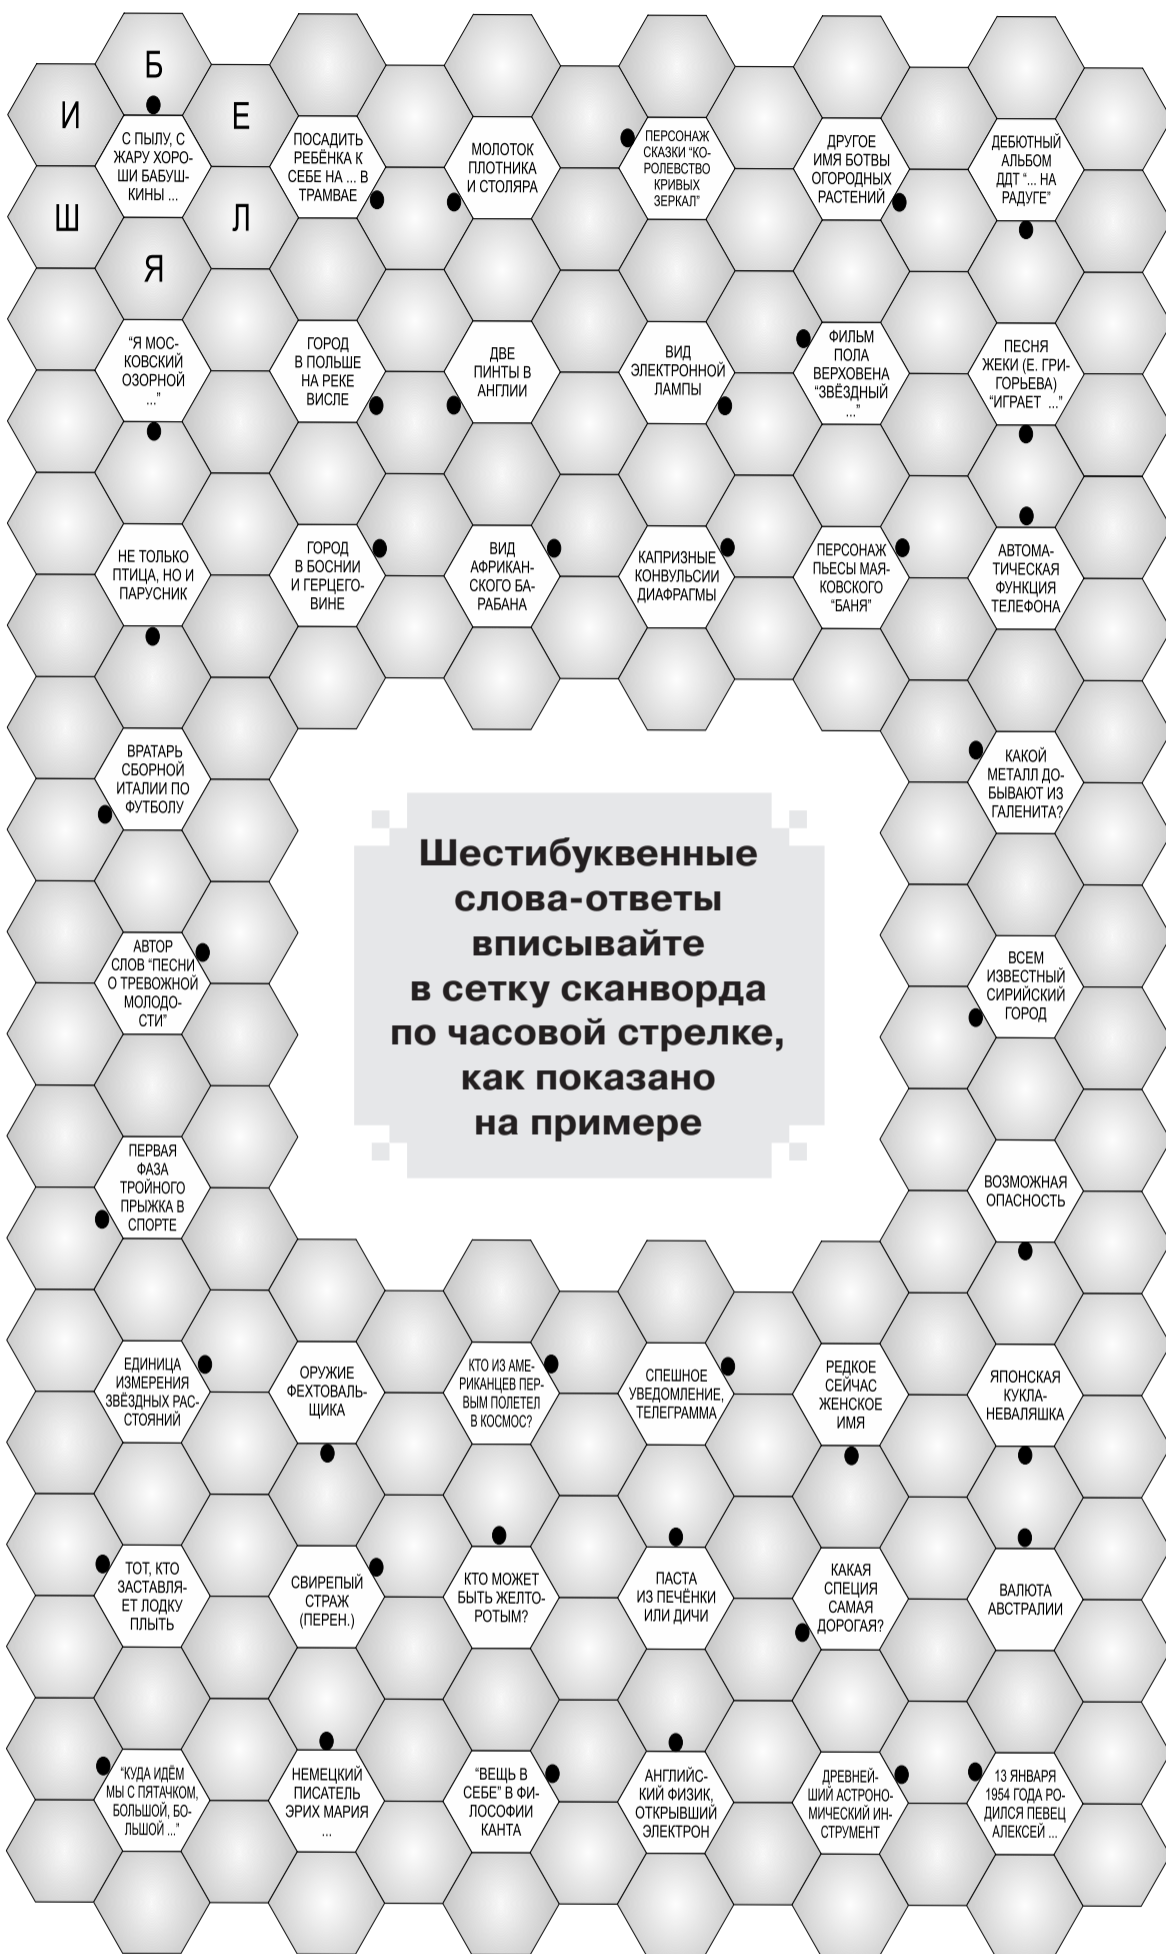 Б
И
Е
Ш
Л
Я
С ПЫЛУ, С
ЖАРУ ХОРО-
ШИ БАБУШ-
КИНЫ ...
ПОСАДИТЬ
РЕБЁНКА К
СЕБЕ НА ... В
ТРАМВАЕ
МОЛОТОК
ПЛОТНИКА
И СТОЛЯРА
ПЕРСОНАЖ
СКАЗКИ "КО-
РОЛЕВСТВО
КРИВЫХ
ЗЕРКАЛ"
ДРУГОЕ
ИМЯ БОТВЫ
ОГОРОДНЫХ
РАСТЕНИЙ
ДЕБЮТНЫЙ
АЛЬБОМ
ДДТ "... НА
РАДУГЕ"
"Я МОС-
КОВСКИЙ
ОЗОРНОЙ
..."
ГОРОД
В ПОЛЬШЕ
НА РЕКЕ
ВИСЛЕ
ДВЕ
ПИНТЫ В
АНГЛИИ
ВИД
ЭЛЕКТРОННОЙ
ЛАМПЫ
ФИЛЬМ
ПОЛА
ВЕРХОВЕНА
"ЗВЁЗДНЫЙ
..."
ПЕСНЯ
ЖЕКИ (Е. ГРИ-
ГОРЬЕВА)
"ИГРАЕТ ..."
НЕ ТОЛЬКО
ПТИЦА, НО И
ПАРУСНИК
ГОРОД
В БОСНИИ
И ГЕРЦЕГО-
ВИНЕ
ВИД
АФРИКАН-
СКОГО БА-
РАБАНА
КАПРИЗНЫЕ
КОНВУЛЬСИИ
ДИАФРАГМЫ
ПЕРСОНАЖ
ПЬЕСЫ МАЯ-
КОВСКОГО
"БАНЯ"
АВТОМА-
ТИЧЕСКАЯ
ФУНКЦИЯ
ТЕЛЕФОНА
ВРАТАРЬ
СБОРНОЙ
ИТАЛИИ ПО
ФУТБОЛУ
КАКОЙ
МЕТАЛЛ ДО-
БЫВАЮТ ИЗ
ГАЛЕНИТА?
Шестибуквенные
слова-ответы
вписывайте
в сетку сканворда
по часовой стрелке,
как показано
на примере
АВТОР
СЛОВ "ПЕСНИ
О ТРЕВОЖНОЙ
МОЛОДО-
СТИ"
ВСЕМ
ИЗВЕСТНЫЙ
СИРИЙСКИЙ
ГОРОД
ПЕРВАЯ
ФАЗА
ТРОЙНОГО
ПРЫЖКА В
СПОРТЕ
ВОЗМОЖНАЯ
ОПАСНОСТЬ
ЕДИНИЦА
ИЗМЕРЕНИЯ
ЗВЁЗДНЫХ РАС-
СТОЯНИЙ
ОРУЖИЕ
ФЕХТОВАЛЬ-
ЩИКА
КТО ИЗ АМЕ-
РИКАНЦЕВ ПЕР-
ВЫМ ПОЛЕТЕЛ
В КОСМОС?
СПЕШНОЕ
УВЕДОМЛЕНИЕ,
ТЕЛЕГРАММА
РЕДКОЕ
СЕЙЧАС
ЖЕНСКОЕ
ИМЯ
ЯПОНСКАЯ
КУКЛА-
НЕВАЛЯШКА
ТОТ, КТО
ЗАСТАВЛЯ-
ЕТ ЛОДКУ
ПЛЫТЬ
СВИРЕПЫЙ
СТРАЖ
(ПЕРЕН.)
КТО МОЖЕТ
БЫТЬ ЖЕЛТО-
РОТЫМ?
ПАСТА
ИЗ ПЕЧЁНКИ
ИЛИ ДИЧИ
КАКАЯ
СПЕЦИЯ
САМАЯ
ДОРОГАЯ?
ВАЛЮТА
АВСТРАЛИИ
"КУДА ИДЁМ
МЫ С ПЯТАЧКОМ,
БОЛЬШОЙ, БО-
ЛЬШОЙ ..."
НЕМЕЦКИЙ
ПИСАТЕЛЬ
ЭРИХ МАРИЯ
...
"ВЕЩЬ В
СЕБЕ" В ФИ-
ЛОСОФИИ
КАНТА
АНГЛИЙС-
КИЙ ФИЗИК,
ОТКРЫВШИЙ
ЭЛЕКТРОН
ДРЕВНЕЙ-
ШИЙ АСТРОНО-
МИЧЕСКИЙ ИН-
СТРУМЕНТ
13 ЯНВАРЯ
1954 ГОДА РО-
ДИЛСЯ ПЕВЕЦ
АЛЕКСЕЙ ...